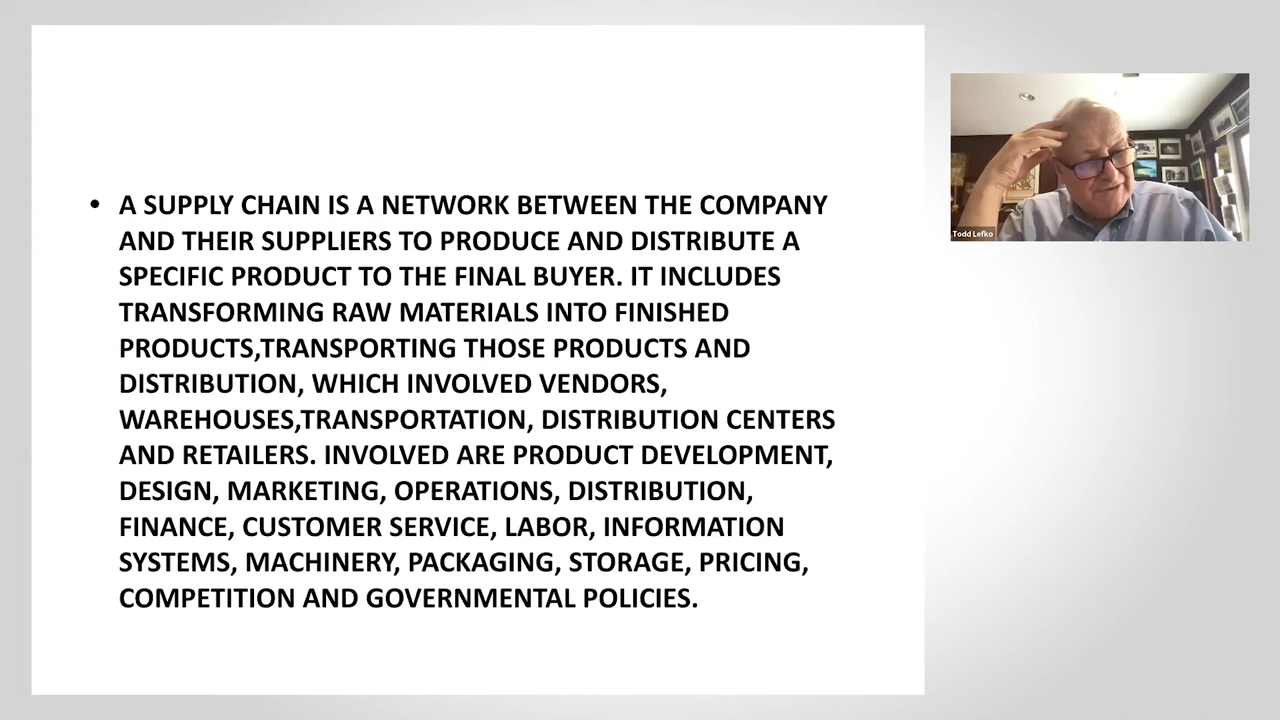 • A SUPPLY CHAIN IS A NETWORK BETWEEN THE COMPANY
AND THEIR SUPPLIERS TO PRODUCE AND DISTRIBUTE A
SPECIFIC PRODUCT TO THE FINAL BUYER. IT INCLUDES
TRANSFORMING RAW MATERIALS INTO FINISHED
PRODUCTS,TRANSPORTING THOSE PRODUCTS AND
DISTRIBUTION, WHICH INVOLVED VENDORS,
WAREHOUSES,TRANSPORTATION, DISTRIBUTION CENTERS
AND RETAILERS. INVOLVED ARE PRODUCT DEVELOPMENT,
DESIGN, MARKETING, OPERATIONS, DISTRIBUTION,
FINANCE, CUSTOMER SERVICE, LABOR, INFORMATION
SYSTEMS, MACHINERY, PACKAGING, STORAGE, PRICING,
COMPETITION AND GOVERNMENTAL POLICIES.
Todd Lefko